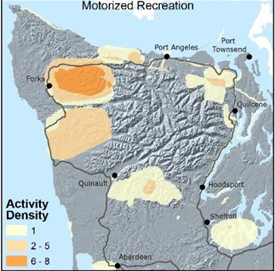 Motorized Recreation
Port
Townsend
Port Angeles
Forks
Quilcene
Quinault
Hoodsport
Activity
Density
1
2 - 5
6 - 8
Shelton
Aberdeen